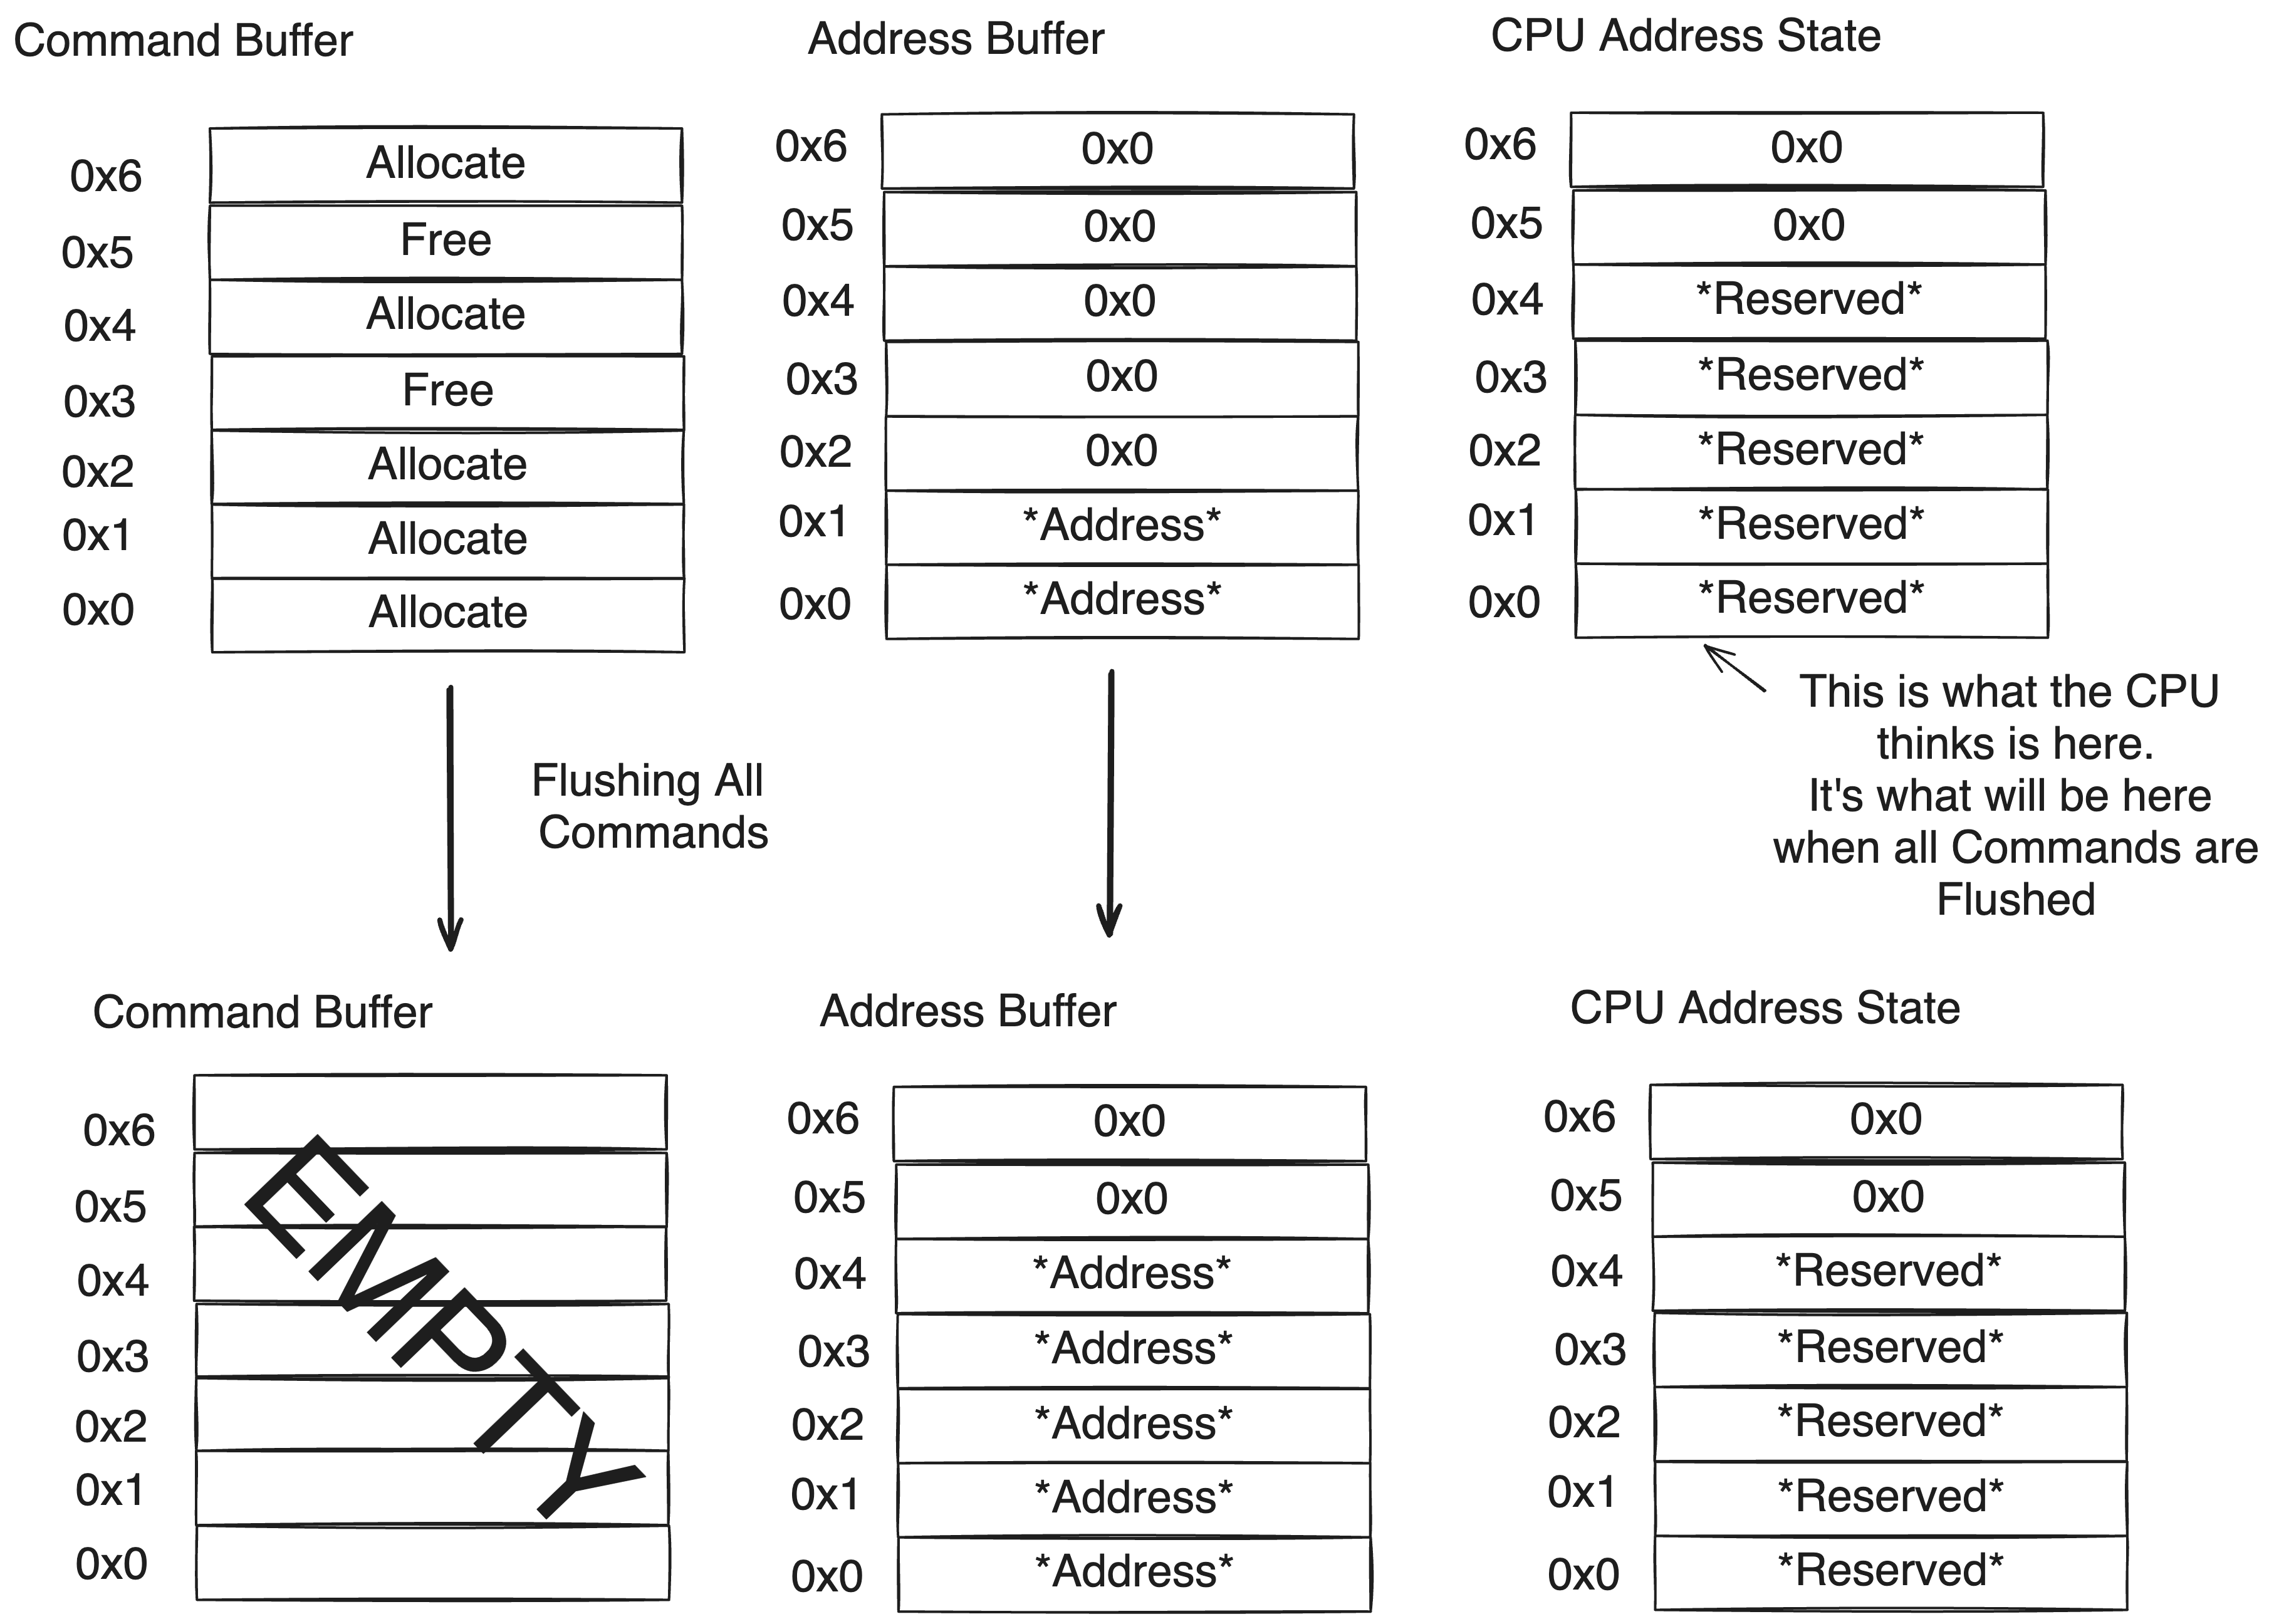 Command Buffer
0x6 Allocate
0x5 Free
0x4 Allocate
0x3 Free
0x2 Allocate
0x1 Allocate
0x0 Allocate
Address Buffer
0x6 0x0
0x5 0x0
0x4 0x0
0x3 0x0
0x2 0x0
0x1 *Address*
0x0 *Address*
CPU Address State
0x6 0x0
0x5 0x0
0x4 *Reserved*
0x3 *Reserved*
0x2 *Reserved*
0x1 *Reserved*
0x0 *Reserved*
Flushing All
Commands
This is what the CPU
thinks is here.
It's what will be here
when all Commands are
Flushed
Command Buffer
0x6
0x5
0x4
0x3
0x2
0x1
0x0
EMPTY
Address Buffer
0x6 0x0
0x5 0x0
0x4 *Address*
0x3 *Address*
0x2 *Address*
0x1 *Address*
0x0 *Address*
CPU Address State
0x6 0x0
0x5 0x0
0x4 *Reserved*
0x3 *Reserved*
0x2 *Reserved*
0x1 *Reserved*
0x0 *Reserved*